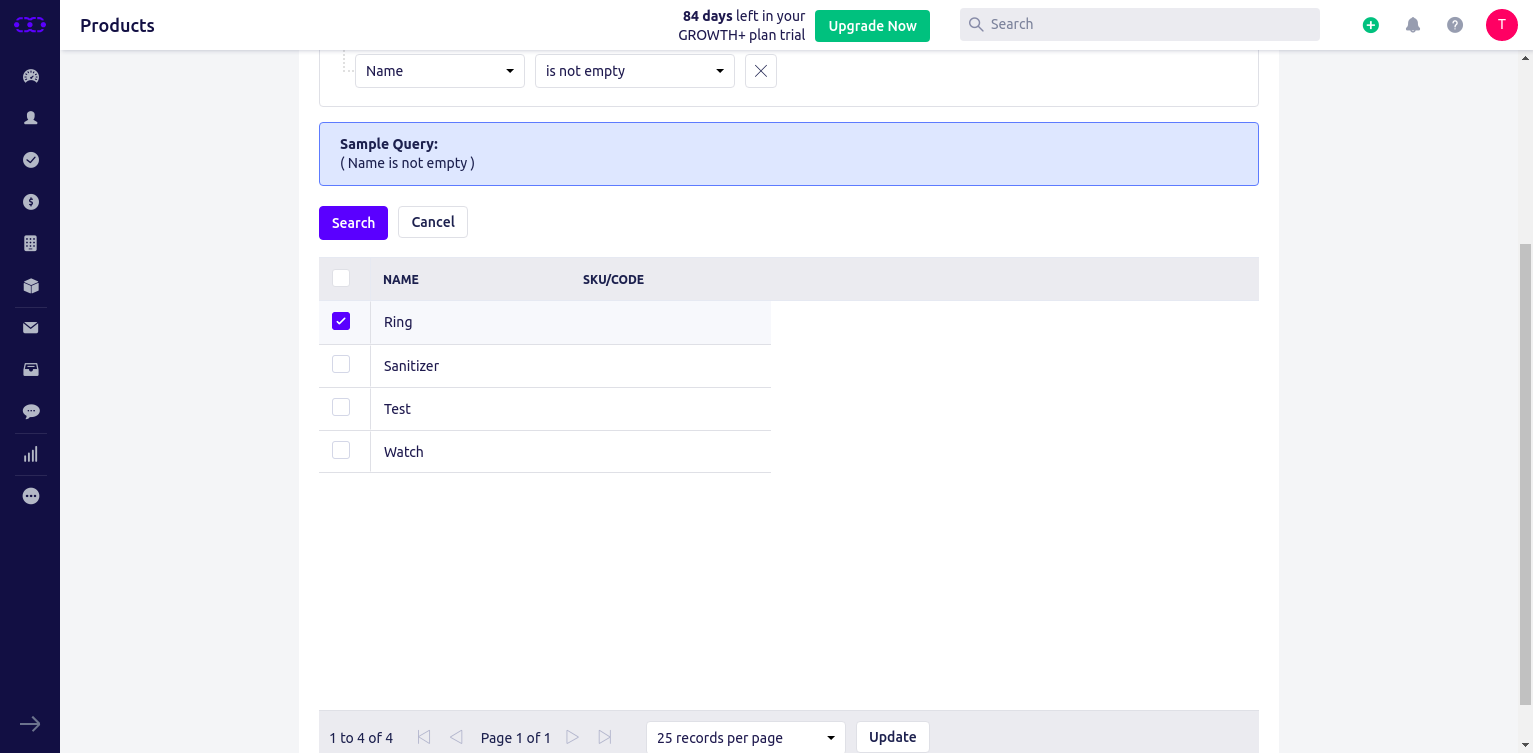 Products
84 days left in your
GROWTH+ plan trial
Upgrade Now
Search
T
Name
is not empty
Sample Query:
( Name is not empty )
Search
Cancel
NAME
SKU/CODE
Ring
Sanitizer
Test
Watch
1 to 4 of 4
Page 1 of 1
25 records per page
Update